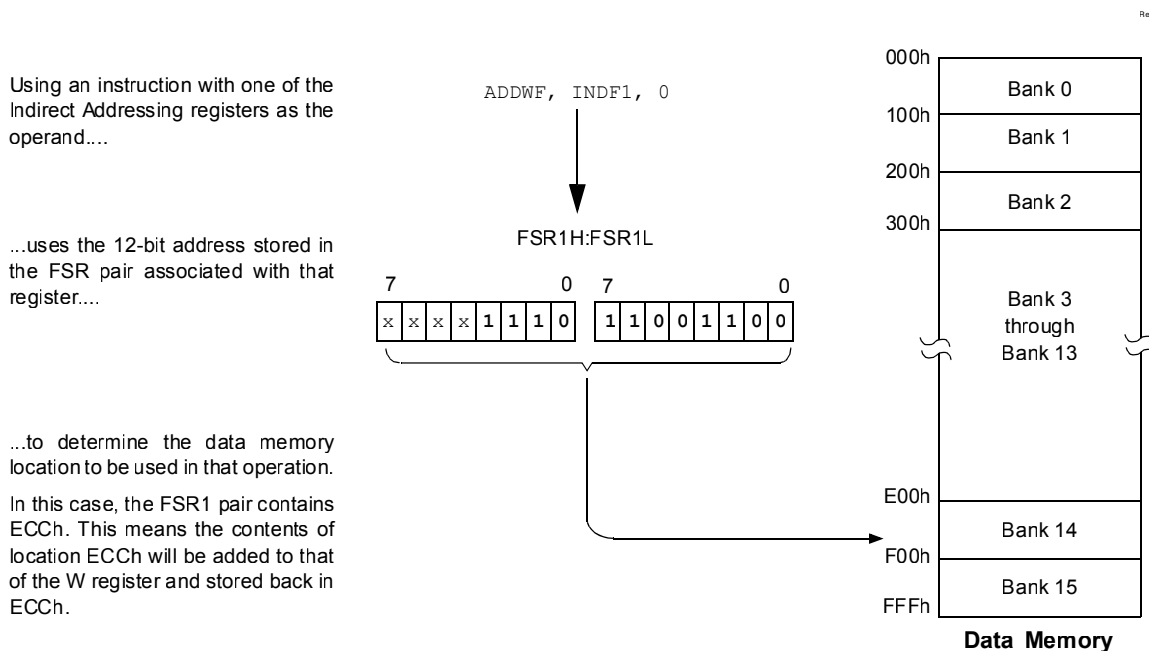 Re
Using an instruction with one of the
Indirect Addressing registers as the
operand....
ADDWF, INDF1, 0
...uses the 12-bit address stored in
the FSR pair associated with that
register....
FSR1H:FSR1L
7 0 7 0
x x x x 1 1 1 0 1 1 0 0 1 1 0 0
...to determine the data memory
location to be used in that operation.
In this case, the FSR1 pair contains
ECCh. This means the contents of
location ECCh will be added to that
of the W register and stored back in
ECCh.
000h
Bank 0
100h
Bank 1
200h
Bank 2
300h
Bank 3
through
Bank 13
E00h
Bank 14
F00h
Bank 15
FFFh
Data Memory